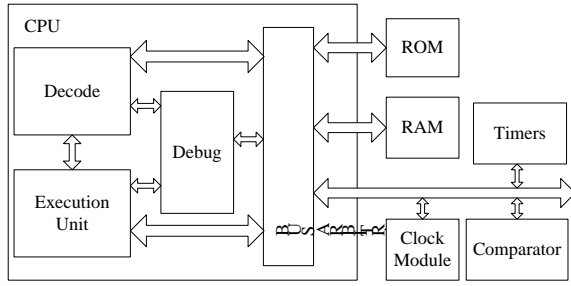 CPU
ROM
Decode
RAM
Timers
Debug
Execution
Unit
Clock
Module
Comparator